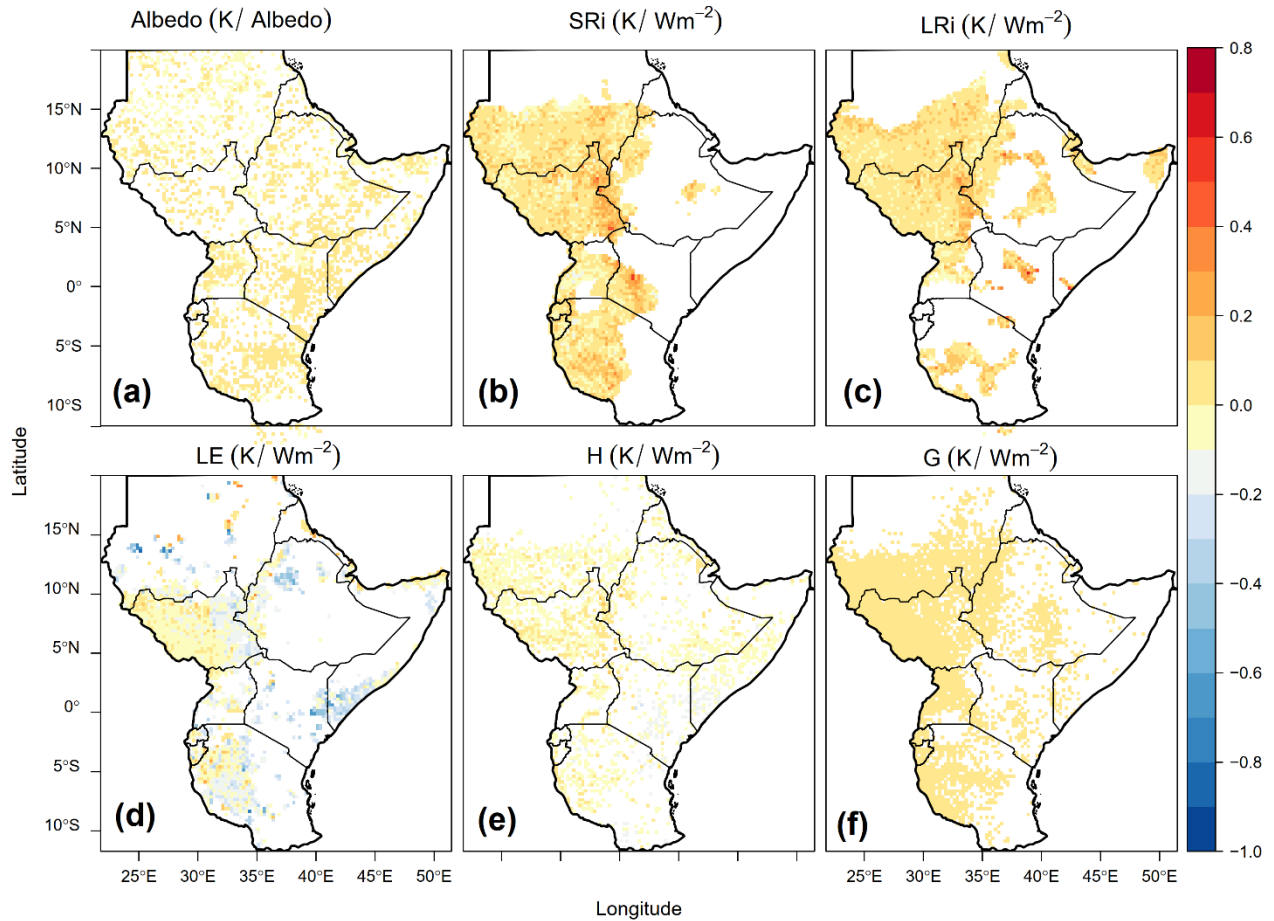 Albedo (K/ Albedo)
SRi (K/ Wm⁻²)
LRi (K/ Wm⁻²)
15°N
10°N
5°N
0°
5°S
10°S
(a)
(b)
(c)
0.8
0.6
0.4
0.2
0.0
−0.2
−0.4
−0.6
−0.8
−1.0
Latitude
LE (K/ Wm⁻²)
H (K/ Wm⁻²)
G (K/ Wm⁻²)
15°N
10°N
5°N
0°
5°S
10°S
(d)
(e)
(f)
25°E 30°E 35°E 40°E 45°E 50°E
25°E 30°E 35°E 40°E 45°E 50°E
Longitude